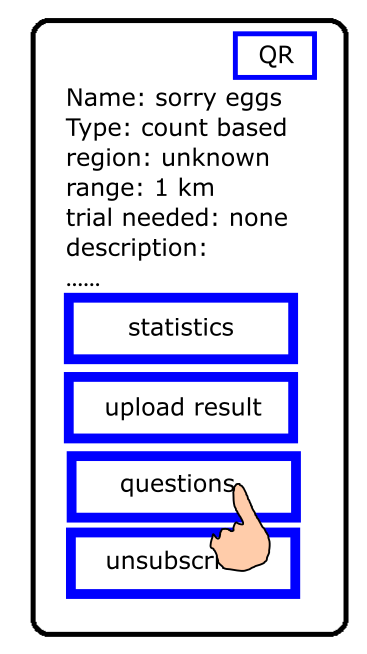 QR
Name: sorry eggs
Type: count based
region: unknown
range: 1 km
trial needed: none
description:
......
statistics
upload result
questions